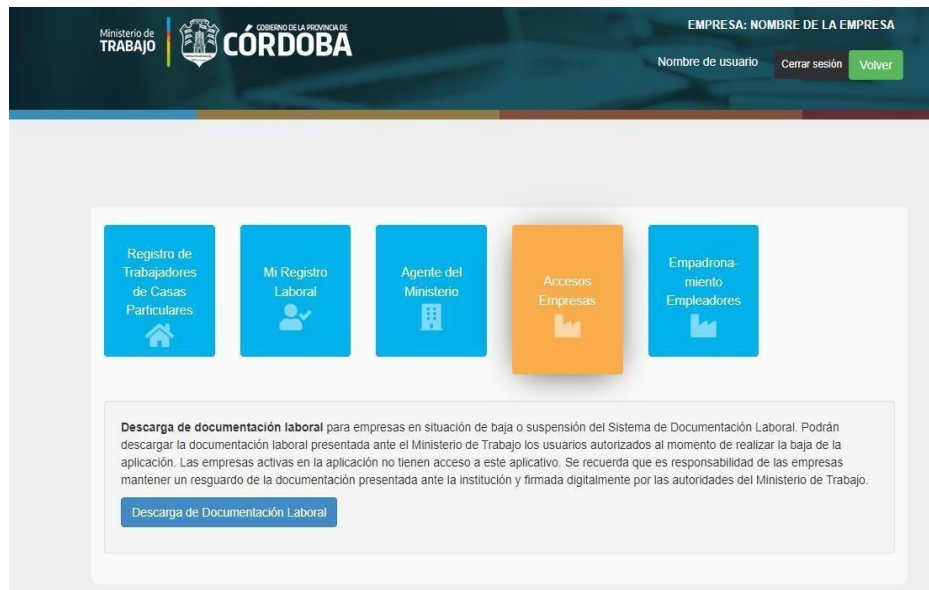 Ministerio de
TRABAJO
GOBIERNO DE LA PROVINCIA DE
CÓRDOBA
EMPRESA: NOMBRE DE LA EMPRESA
Nombre de usuario
Cerrar sesión
Volver
Registro de
Trabajadores
de Casas
Particulares
Mi Registro
Laboral
Agente del
Ministerio
Accesos
Empresas
Empadrona-
miento
Empleadores
Descarga de documentación laboral para empresas en situación de baja o suspensión del Sistema de Documentación Laboral. Podrán
descargar la documentación laboral presentada ante el Ministerio de Trabajo los usuarios autorizados al momento de realizar la baja de la
aplicación. Las empresas activas en la aplicación no tienen acceso a este aplicativo. Se recuerda que es responsabilidad de las empresas
mantener un resguardo de la documentación presentada ante la institución y firmada digitalmente por las autoridades del Ministerio de Trabajo.
Descarga de Documentación Laboral